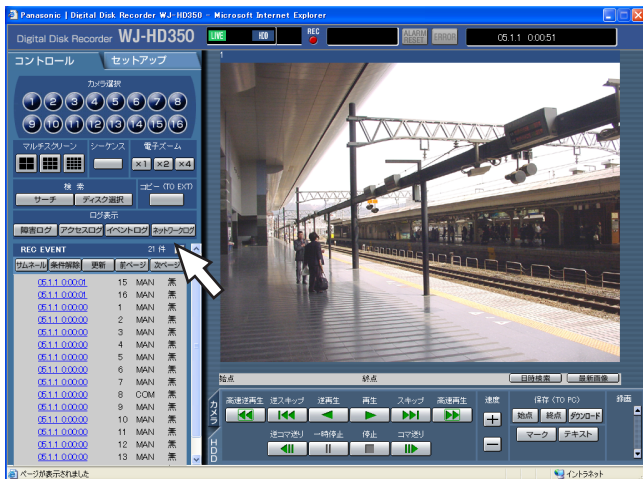 Panasonic | Digital Disk Recorder WJ-HD350 - Microsoft Internet Explorer
Digital Disk Recorder WJ-HD350
LIVE HDD REC ALARM RESET ERROR 05.1.1 0:00:51
コントロール セットアップ
カメラ選択
1 2 3 4 5 6 7 8
9 10 11 12 13 14 15 16
マルチスクリーン シーケンス 電子ズーム
×1 ×2 ×4
検索 コピー (TO EXT)
サーチ ディスク選択
ログ表示
障害ログ アクセスログ イベントログ ネットワークログ
REC EVENT 21 件
サムネール 条件解除 更新 前ページ 次ページ
05.1.1 0:00:01 15 MAN 無
05.1.1 0:00:01 16 MAN 無
05.1.1 0:00:00 1 MAN 無
05.1.1 0:00:00 2 MAN 無
05.1.1 0:00:00 3 MAN 無
05.1.1 0:00:00 4 MAN 無
05.1.1 0:00:00 5 MAN 無
05.1.1 0:00:00 6 MAN 無
05.1.1 0:00:00 7 MAN 無
05.1.1 0:00:00 8 COM 無
05.1.1 0:00:00 9 MAN 無
05.1.1 0:00:00 10 MAN 無
05.1.1 0:00:00 11 MAN 無
05.1.1 0:00:00 12 MAN 無
05.1.1 0:00:00 13 MAN 無
1
始点 終点 日時検索 最新画像
カメラ
HDD
高速逆再生 逆スキップ 逆再生 再生 スキップ 高速再生 速度 保存 (TO PC) 録画
始点 終点 ダウンロード
逆コマ送り 一時停止 停止 コマ送り
マーク テキスト
ページが表示されました イントラネット